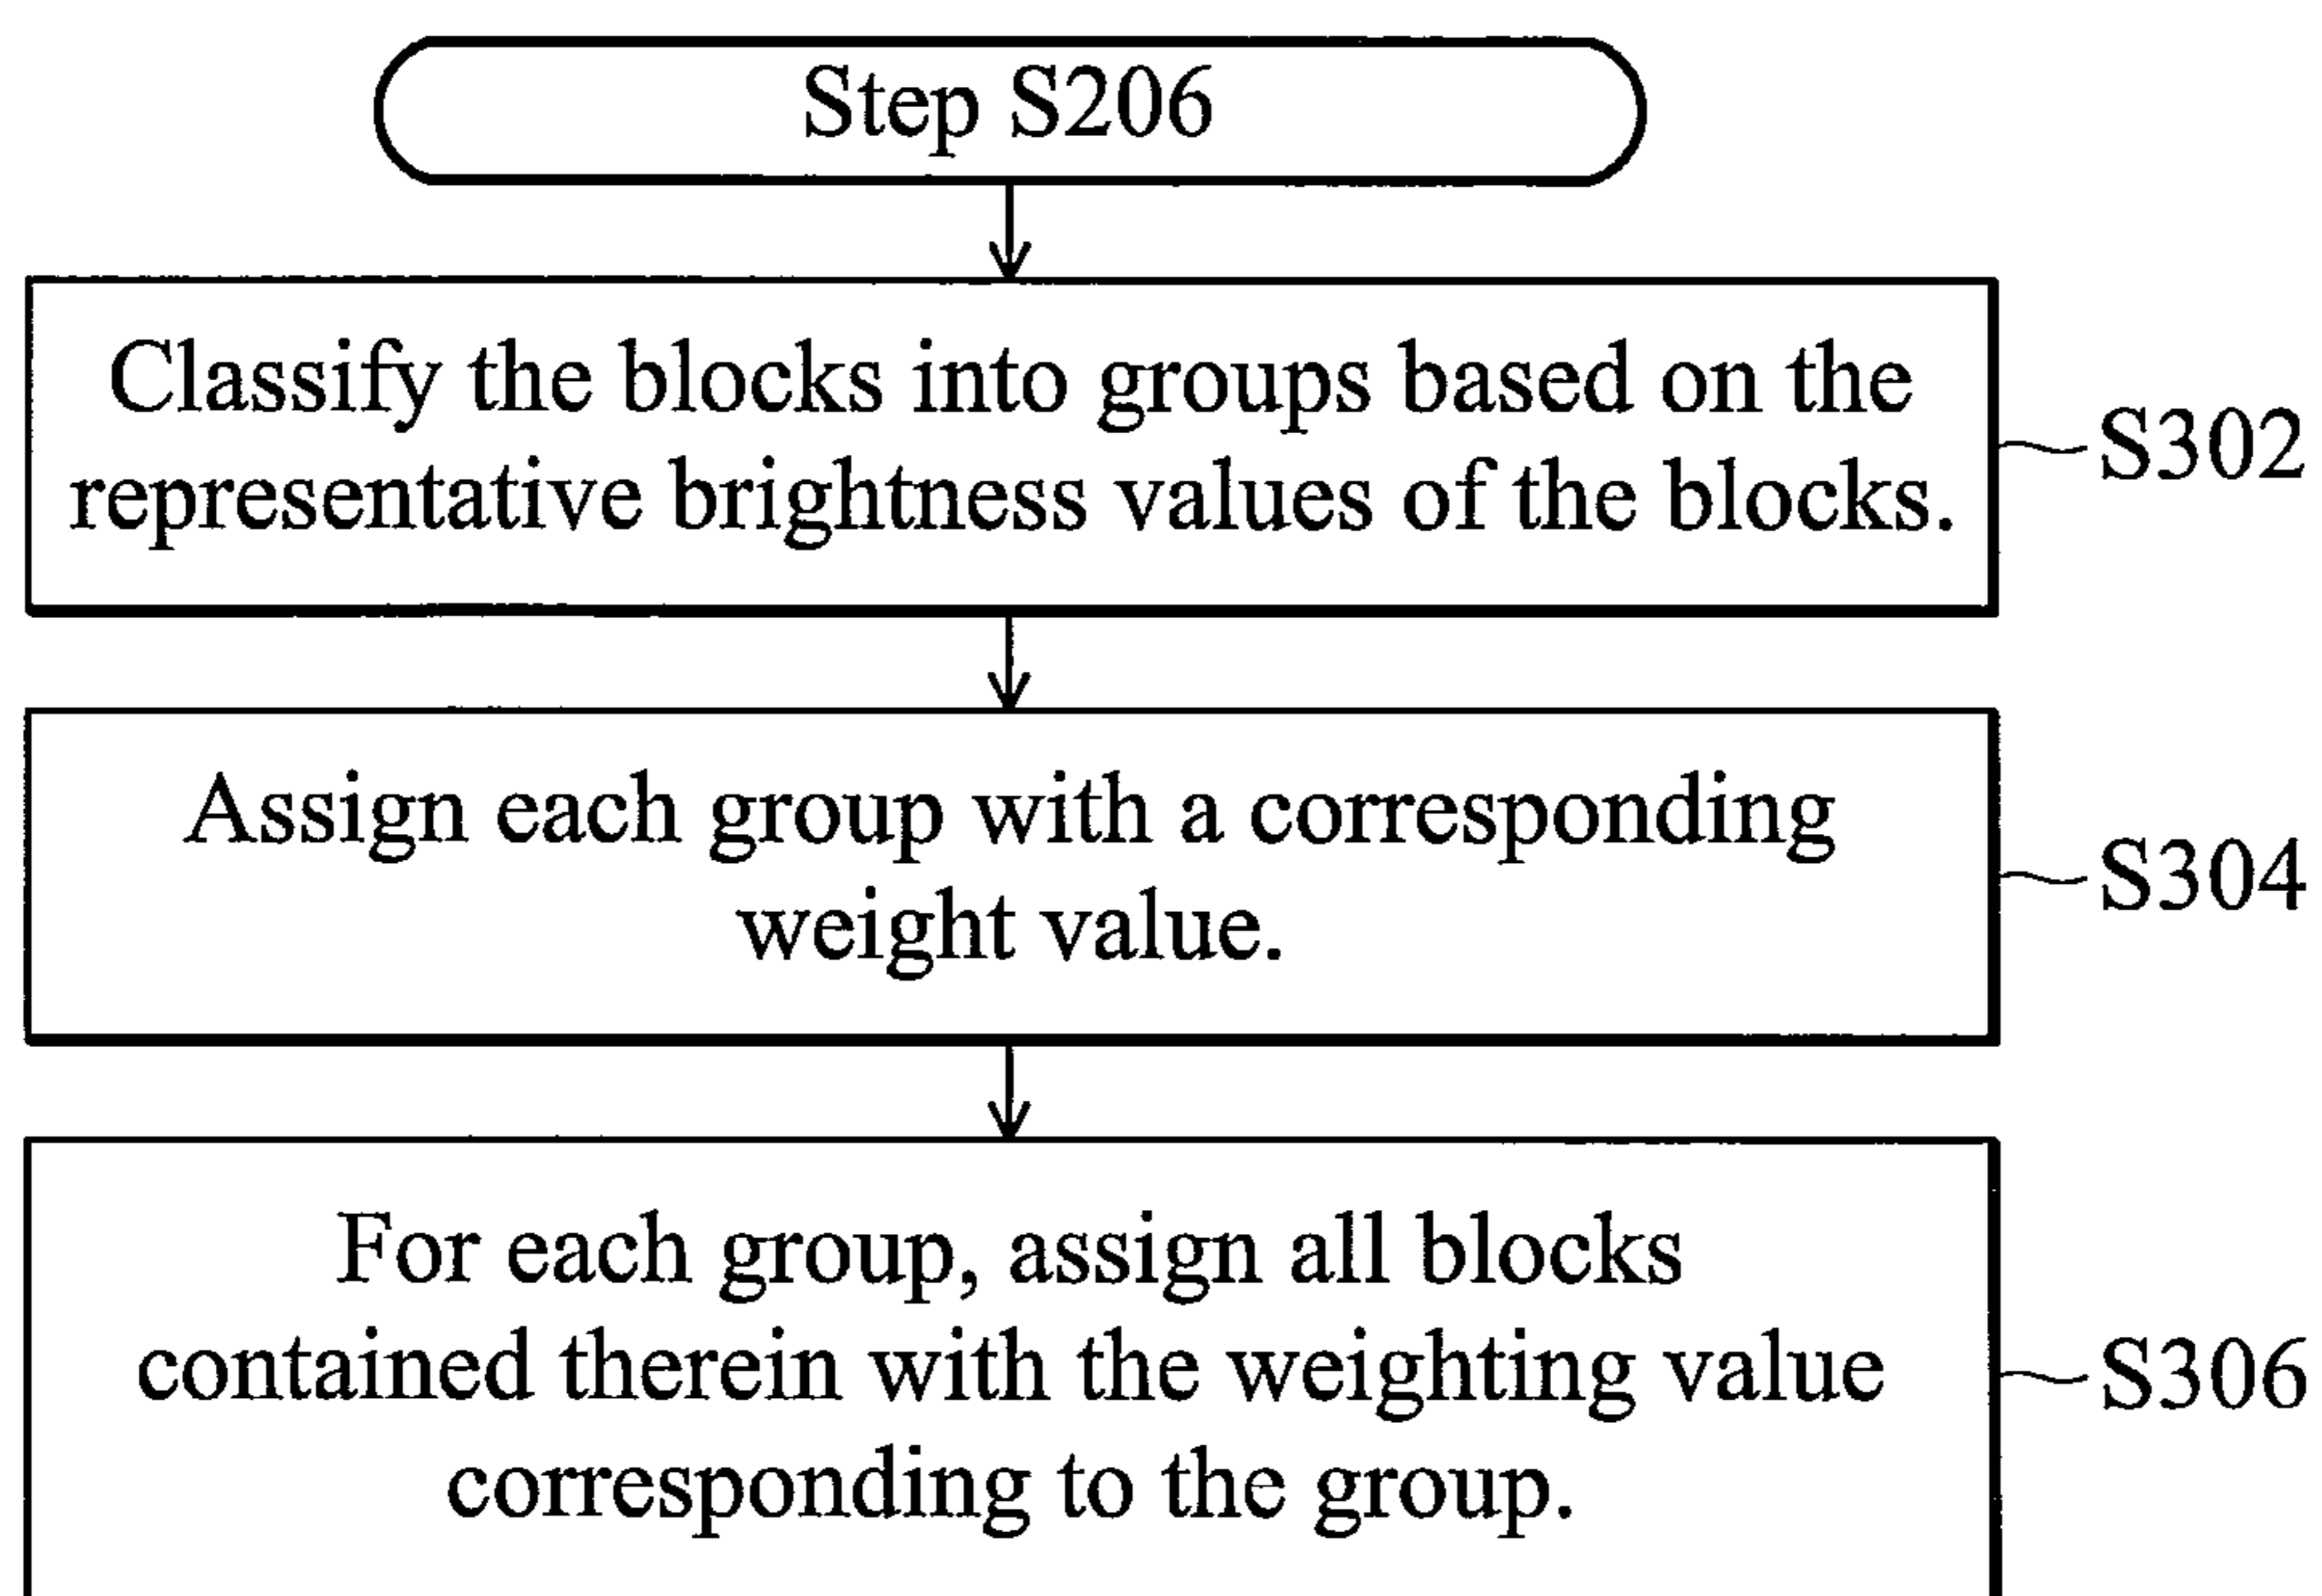 Step S206
Classify the blocks into groups based on the
representative brightness values of the blocks.
S302
Assign each group with a corresponding
weight value.
S304
For each group, assign all blocks
contained therein with the weighting value
corresponding to the group.
S306